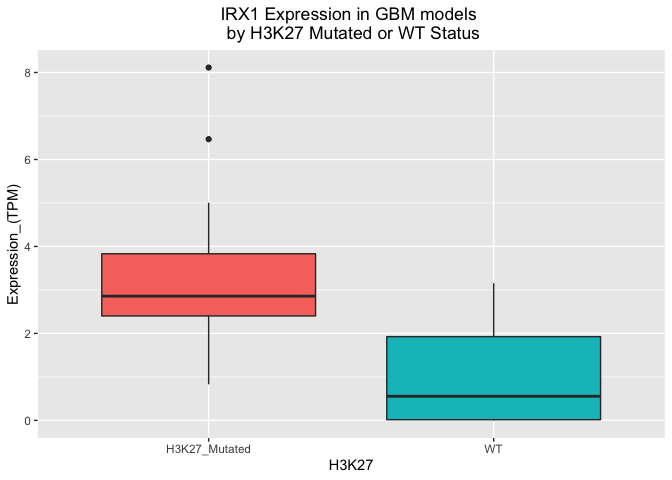 IRX1 Expression in GBM models
by H3K27 Mutated or WT Status
Expression_(TPM)
8
6
4
2
0
H3K27_Mutated
WT
H3K27